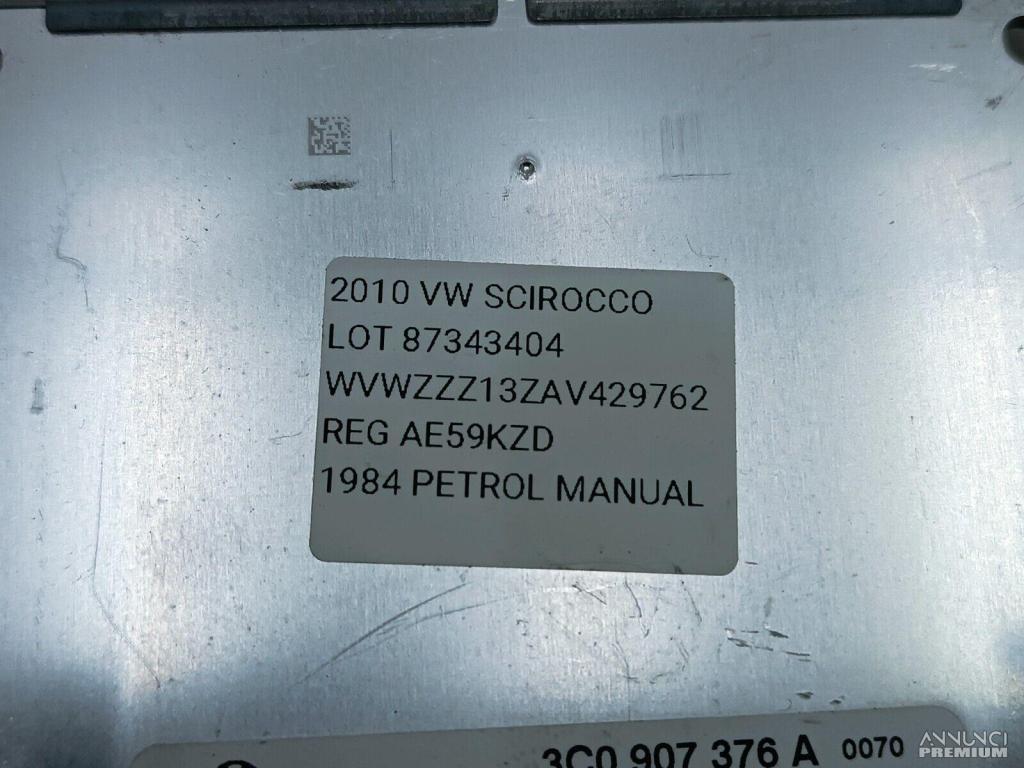 2010 VW SCIROCCO
LOT 87343404
WVWZZZ13ZAV429762
REG AE59KZD
1984 PETROL MANUAL
3C0 907 376 A 0070
ANNUNCI
PREMIUM